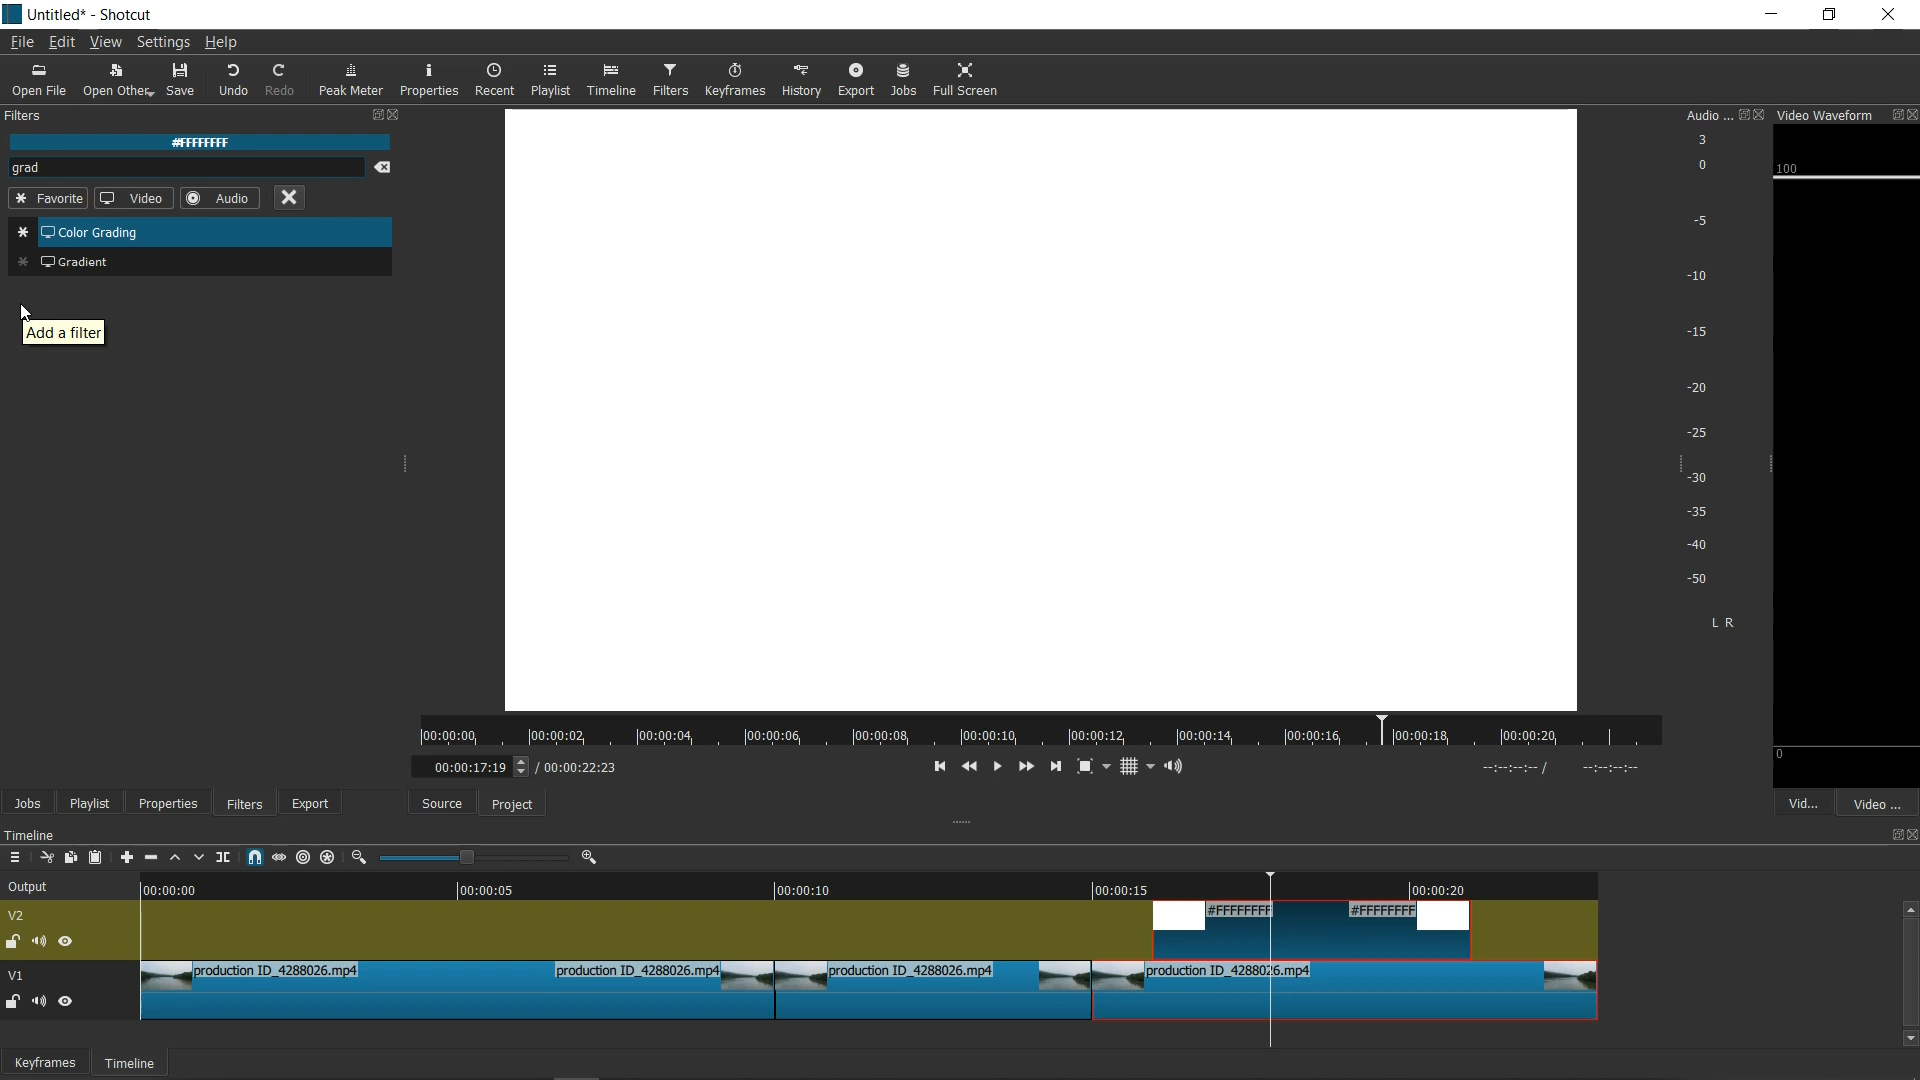 Untitled* - Shotcut
File Edit View Settings Help
Open File Open Other Save Undo Redo Peak Meter Properties Recent Playlist Timeline Filters Keyframes History Export Jobs Full Screen
Filters
#FFFFFFFF
grad
Favorite Video Audio
Color Grading
Gradient
Add a filter
Audio ...
3
0
-5
-10
-15
-20
-25
-30
-35
-40
-50
L R
Video Waveform
100
0
00:00:00 00:00:02 00:00:04 00:00:06 00:00:08 00:00:10 00:00:12 00:00:14 00:00:16 00:00:18 00:00:20
00:00:17:19 / 00:00:22:23
--:--:--:-- / --:--:--:--
Jobs Playlist Properties Filters Export
Source Project
Vid... Video ...
Timeline
Output 00:00:00 00:00:05 00:00:10 00:00:15 00:00:20
V2
#FFFFFFFF #FFFFFFFF
V1
production ID_4288026.mp4 production ID_4288026.mp4 production ID_4288026.mp4 production ID_4288026.mp4
Keyframes Timeline